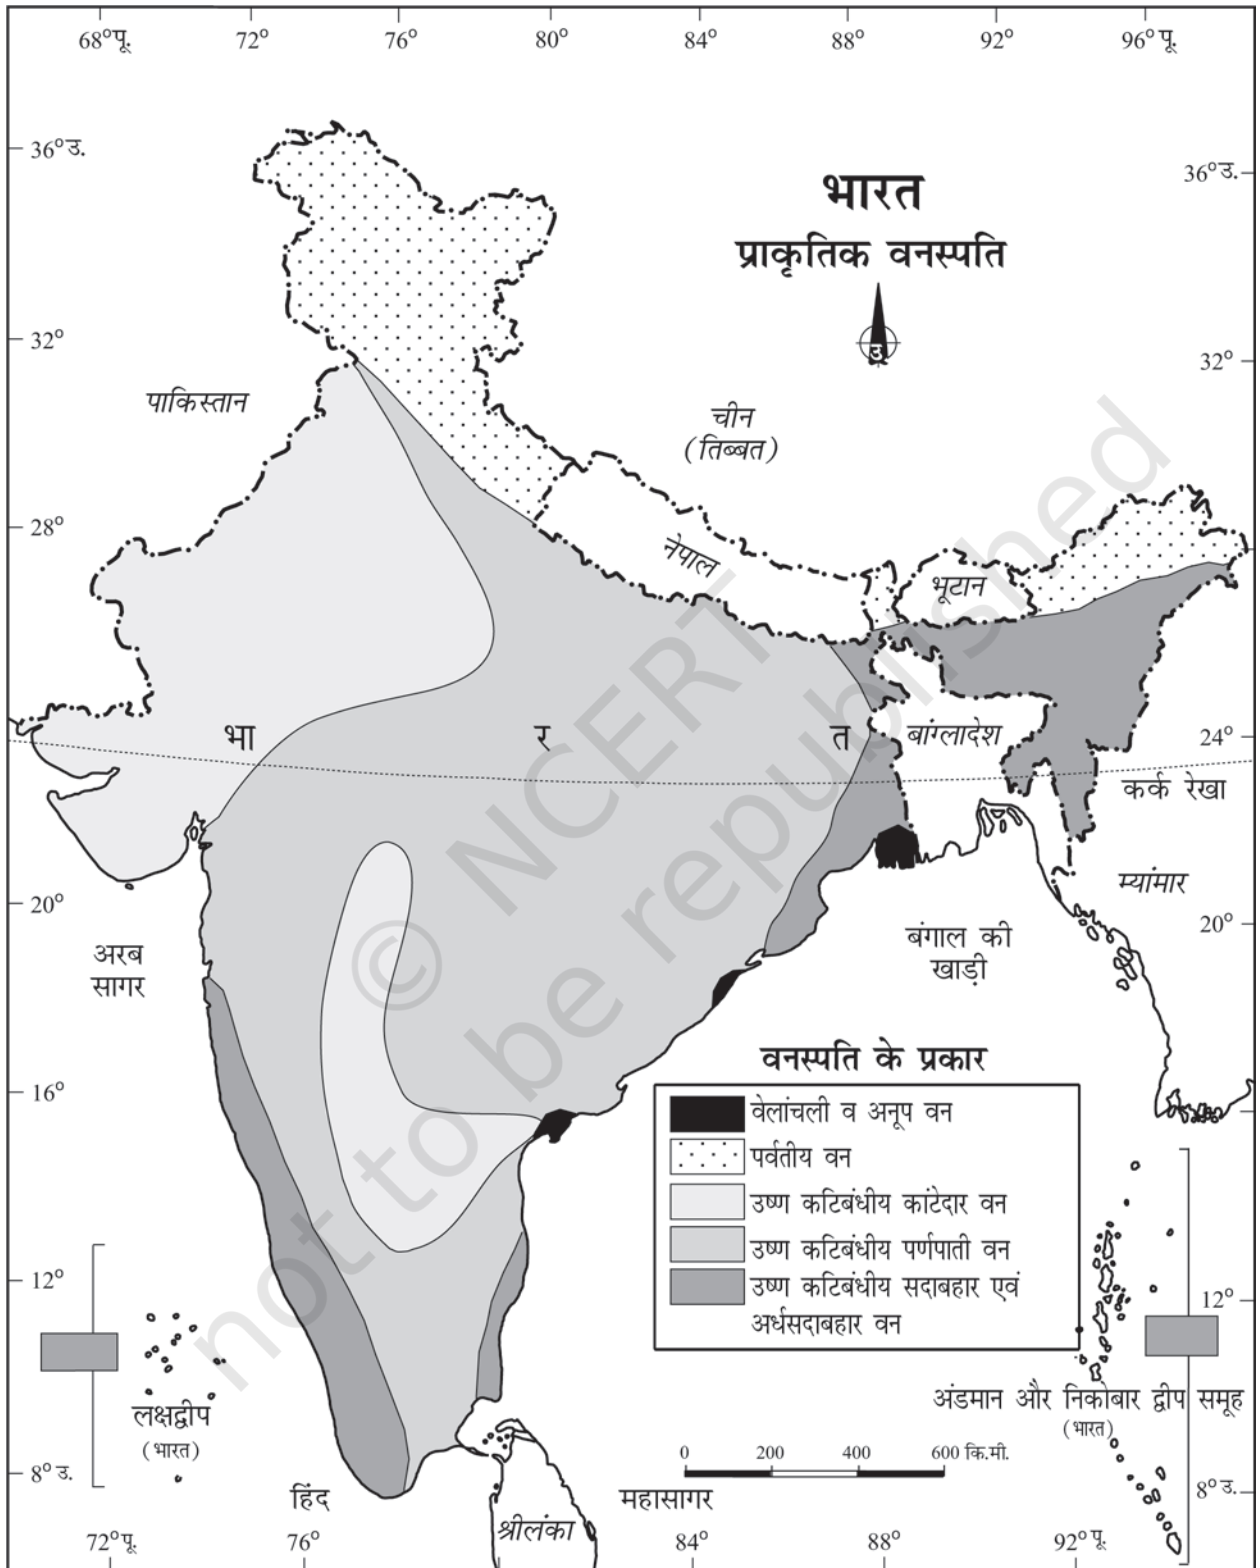 68°पू. 72° 76° 80° 84° 88° 92° 96° पू.
36°उ.
36°उ.
भारत
प्राकृतिक वनस्पति
उ
32°
32°
पाकिस्तान
चीन
(तिब्बत)
28°
नेपाल
भूटान
भा र त
बांग्लादेश
24°
कर्क रेखा
म्यांमार
20°
20°
अरब
सागर
बंगाल की
खाड़ी
© NCERT
not to be republished
16°
वनस्पति के प्रकार
वेलांचली व अनूप वन
पर्वतीय वन
उष्ण कटिबंधीय कांटेदार वन
उष्ण कटिबंधीय पर्णपाती वन
उष्ण कटिबंधीय सदाबहार एवं
अर्धसदाबहार वन
12°
12°
लक्षद्वीप
(भारत)
अंडमान और निकोबार द्वीप समूह
(भारत)
0 200 400 600 कि.मी.
8°उ.
8°उ.
हिंद महासागर
श्रीलंका
72°पू. 76° 84° 88° 92°पू.